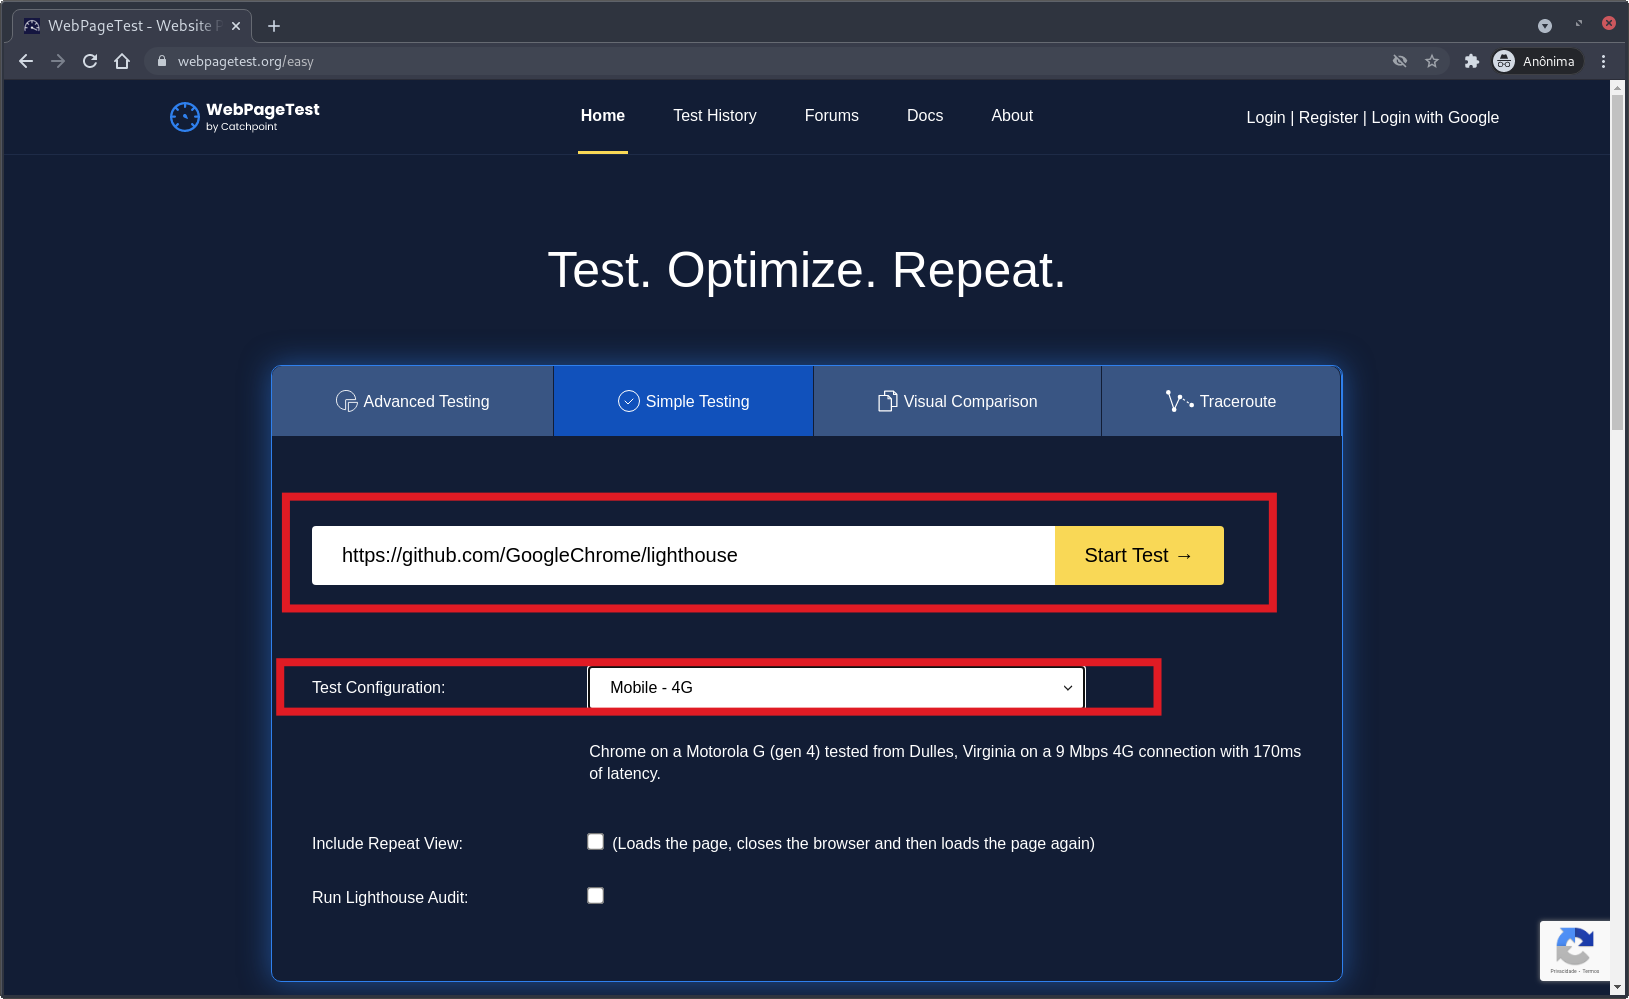 WebPageTest - Website P
webpagetest.org/easy
Anônima
WebPageTest
by Catchpoint
Home
Test History
Forums
Docs
About
Login | Register | Login with Google
Test. Optimize. Repeat.
Advanced Testing
Simple Testing
Visual Comparison
Traceroute
https://github.com/GoogleChrome/lighthouse
Start Test →
Test Configuration:
Mobile - 4G
Chrome on a Motorola G (gen 4) tested from Dulles, Virginia on a 9 Mbps 4G connection with 170ms
of latency.
Include Repeat View:
(Loads the page, closes the browser and then loads the page again)
Run Lighthouse Audit:
Privacidade - Termos